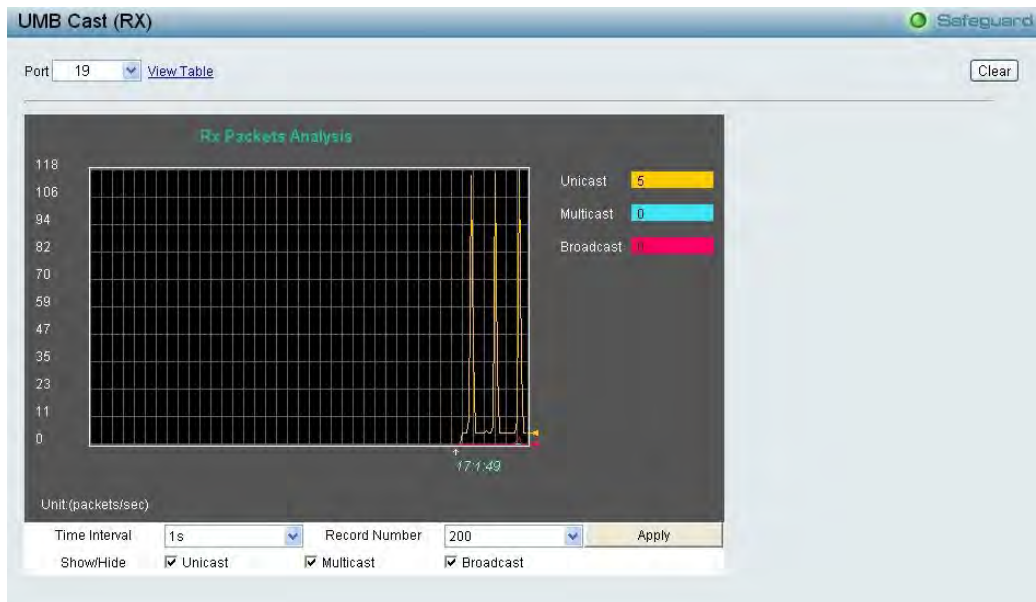 UMB Cast (RX)
Safeguard
Port 19 View Table
Clear
Rx Packets Analysis
118
106
94
82
70
59
47
35
23
11
0
Unicast 5
Multicast 0
Broadcast 0
17:1:49
Unit:(packets/sec)
Time Interval 1s Record Number 200 Apply
Show/Hide Unicast Multicast Broadcast